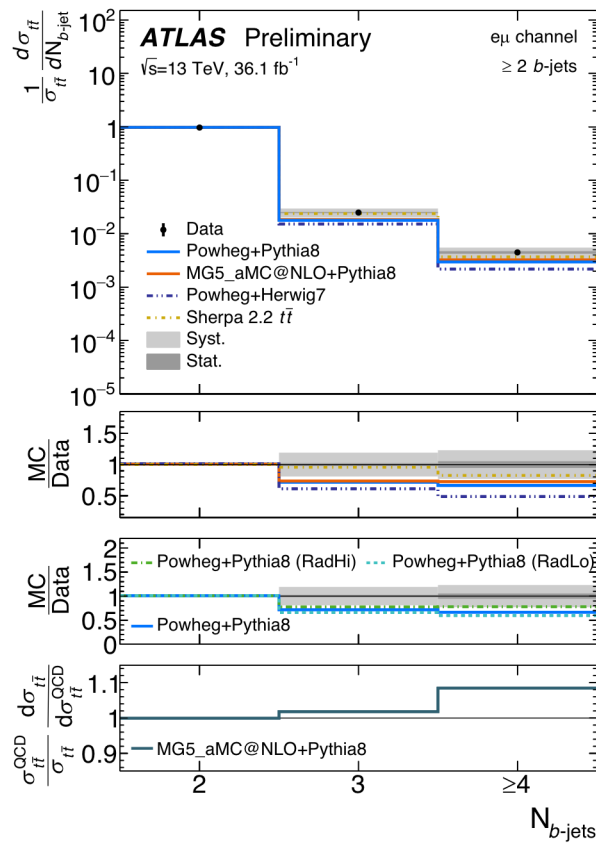 ATLAS Preliminary
√s=13 TeV, 36.1 fb⁻¹
eμ channel
≥ 2 b-jets
1/σ_tt̄ dσ_tt̄/dN_b-jet
10²
10
1
10⁻¹
10⁻²
10⁻³
10⁻⁴
10⁻⁵
Data
Powheg+Pythia8
MG5_aMC@NLO+Pythia8
Powheg+Herwig7
Sherpa 2.2 tt̄
Syst.
Stat.
MC/Data
1.5
1
0.5
MC/Data
2
1.5
1
0.5
0
Powheg+Pythia8 (RadHi)
Powheg+Pythia8 (RadLo)
Powheg+Pythia8
σ_tt̄^QCD/σ_tt̄ dσ_tt̄/dσ_tt̄^QCD
1.1
1
0.9
MG5_aMC@NLO+Pythia8
2 3 ≥4
N_b-jets